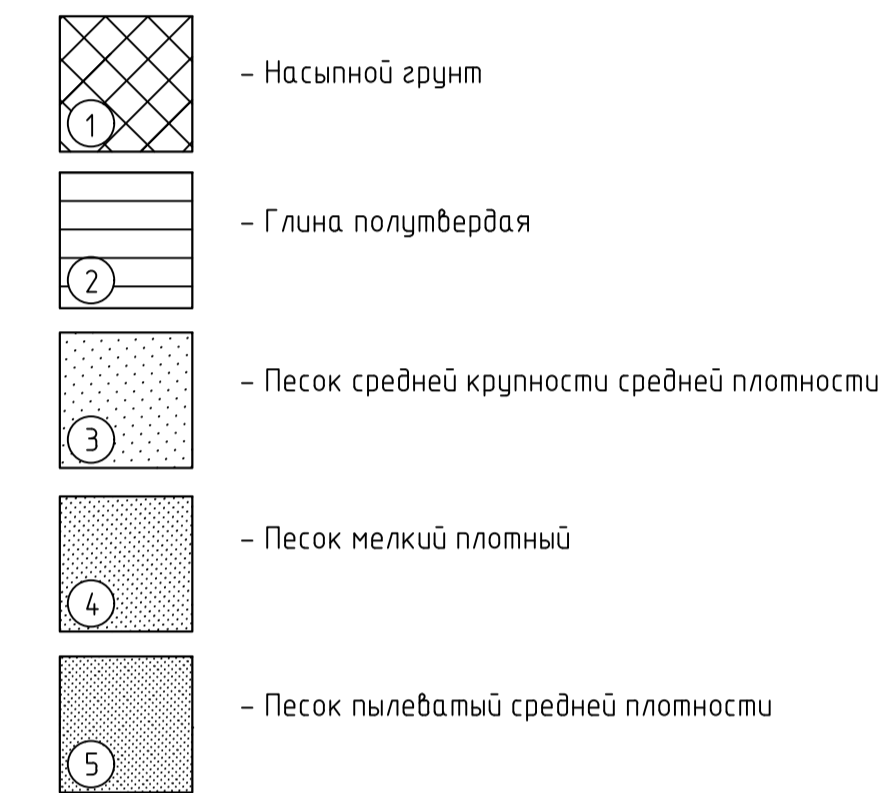 1 – Насыпной грунт
2 – Глина полутвердая
3 – Песок средней крупности средней плотности
4 – Песок мелкий плотный
5 – Песок пылеватый средней плотности